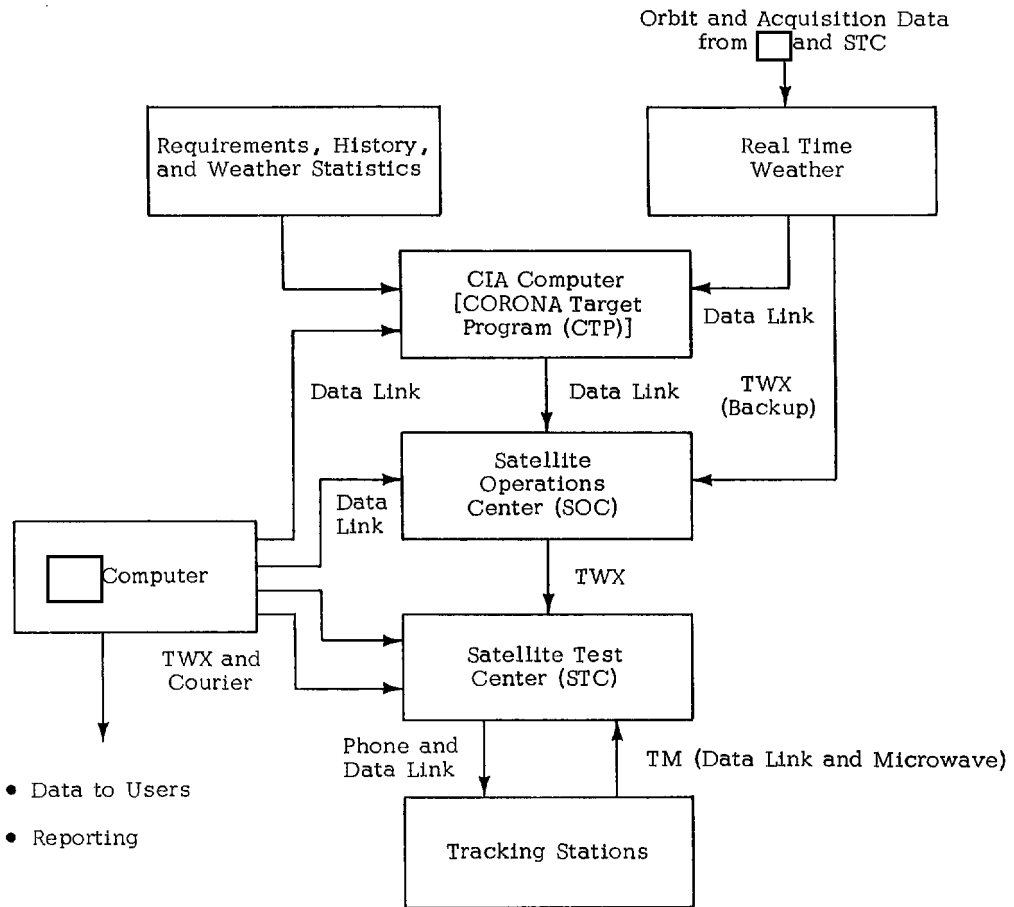 Orbit and Acquisition Data
from and STC
Requirements, History,
and Weather Statistics
Real Time
Weather
CIA Computer
[CORONA Target
Program (CTP)]
Data Link
Data Link
Data Link
TWX
(Backup)
Satellite
Operations
Center (SOC)
Data
Link
Computer
TWX
TWX and
Courier
Satellite Test
Center (STC)
Phone and
Data Link
TM (Data Link and Microwave)
• Data to Users
• Reporting
Tracking Stations